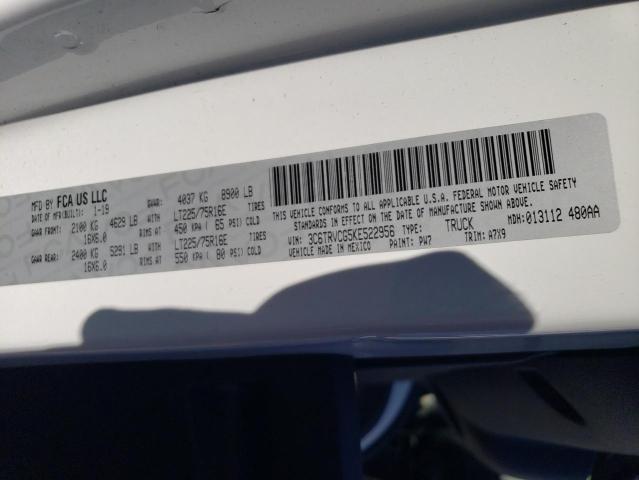 MFD BY FCA US LLC
DATE OF MFR(BUILT): 1-19 GVWR: 4037 KG 8900 LB
GAWR FRONT: 2100 KG 4629 LB WITH LT225/75R16E TIRES
16X6.0 RIMS AT 450 KPA ( 65 PSI) COLD
GAWR REAR: 2400 KG 5291 LB WITH LT225/75R16E TIRES
16X6.0 RIMS AT 550 KPA ( 80 PSI) COLD
THIS VEHICLE CONFORMS TO ALL APPLICABLE U.S.A. FEDERAL MOTOR VEHICLE SAFETY
STANDARDS IN EFFECT ON THE DATE OF MANUFACTURE SHOWN ABOVE.
VIN: 3C6TRVCG5KE522956 TYPE: TRUCK MDH: 013112 480AA
MADE IN MEXICO PAINT: PW7 TRIM: A7X9